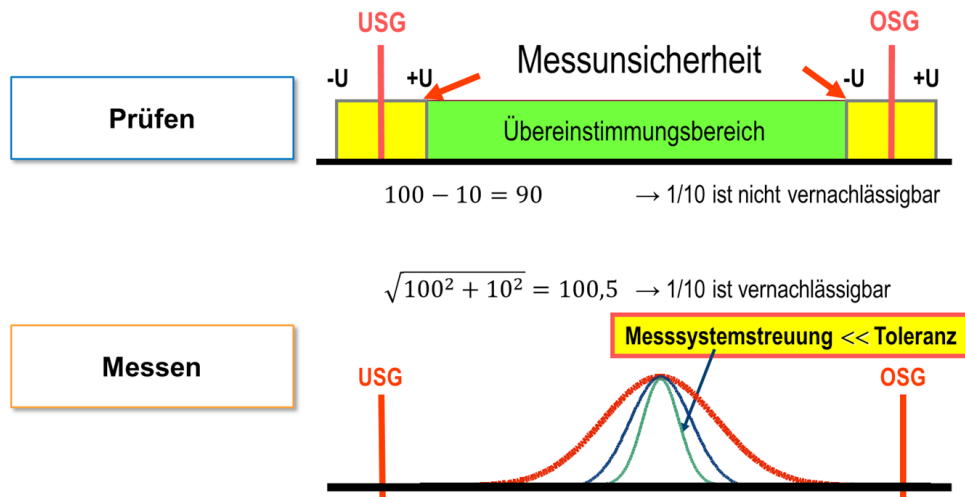 USG
OSG
-U
+U
Messunsicherheit
-U
+U
Prüfen
Übereinstimmungsbereich
100 − 10 = 90
→ 1/10 ist nicht vernachlässigbar
√100² + 10² = 100,5
→ 1/10 ist vernachlässigbar
Messsystemstreuung << Toleranz
Messen
USG
OSG